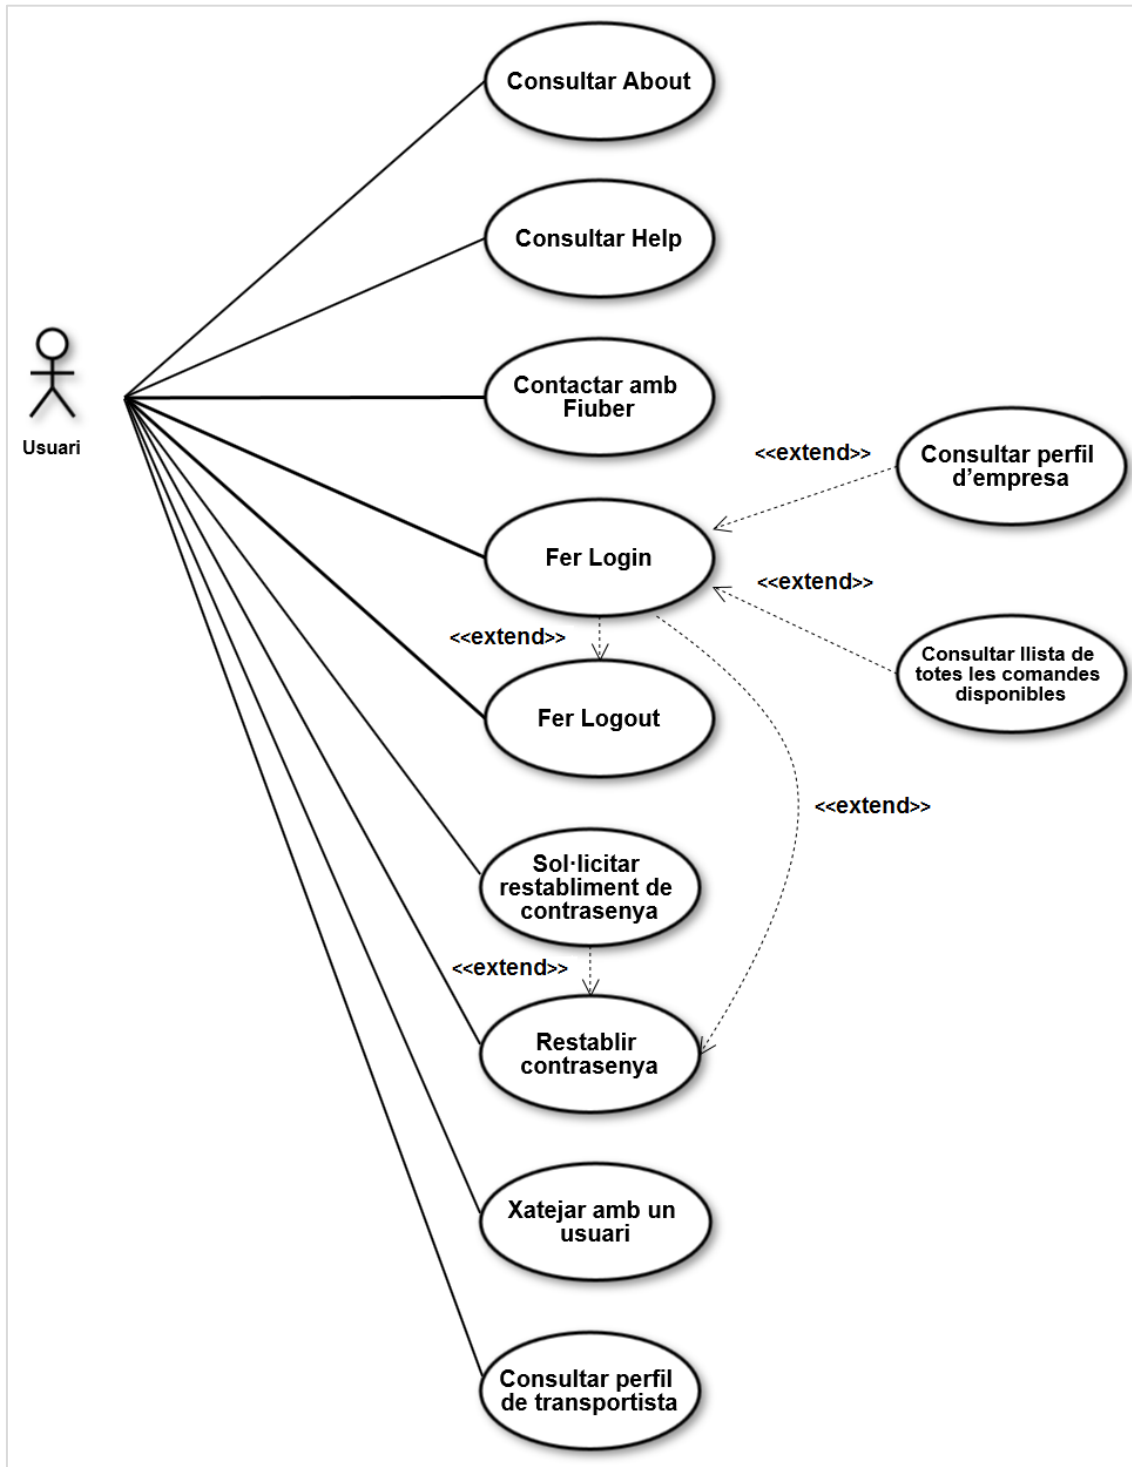 Consultar About
Consultar Help
Usuari
Contactar amb
Fiuber
<<extend>>
Consultar perfil
d’empresa
Fer Login
<<extend>>
<<extend>>
Consultar llista de
totes les comandes
disponibles
Fer Logout
<<extend>>
Sol·licitar
restabliment de
contrasenya
<<extend>>
Restablir
contrasenya
Xatejar amb un
usuari
Consultar perfil
de transportista